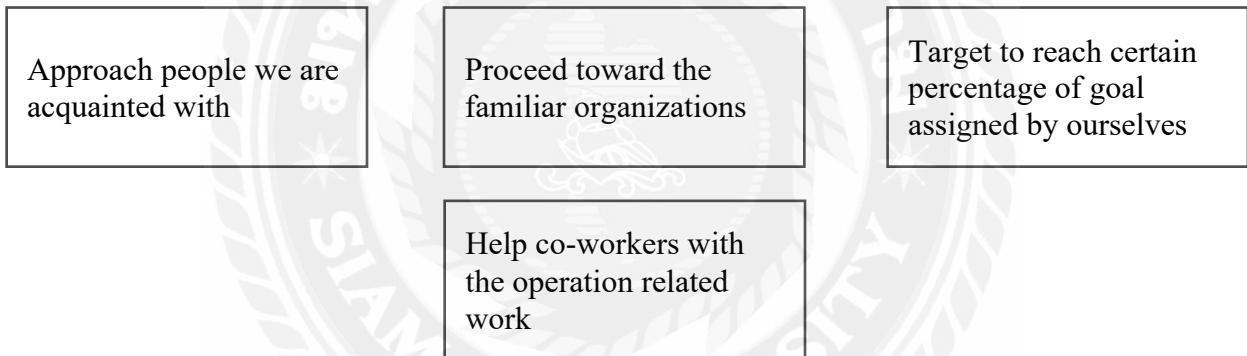 Approach people we are
acquainted with
Proceed toward the
familiar organizations
Target to reach certain
percentage of goal
assigned by ourselves
Help co-workers with
the operation related
work
SIAM